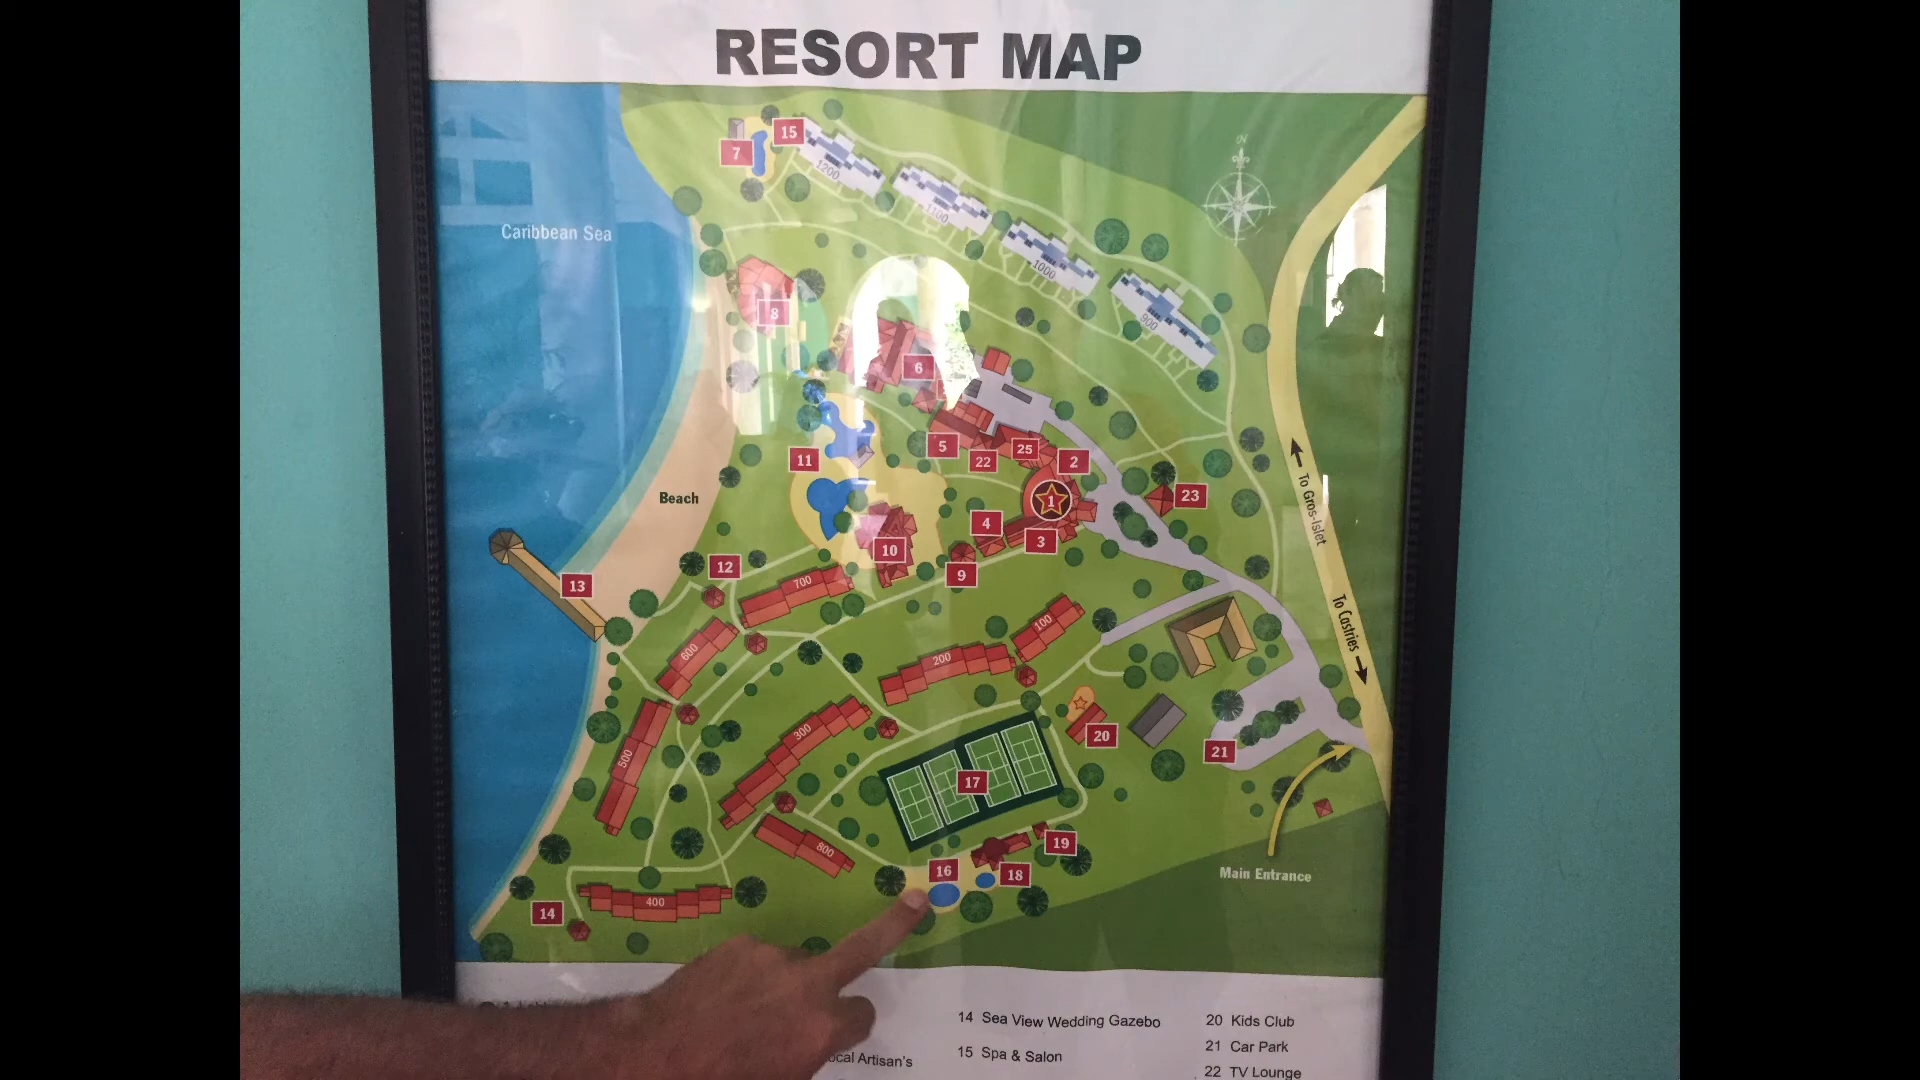 RESORT MAP
15
7
1200
1100
N
Caribbean Sea
1000
8
900
6
5
22
25
2
11
1
23
Beach
4
To Gros-Islet
3
10
12
9
13
700
100
To Castries
600
200
300
20
500
21
17
800
19
16
18
Main Entrance
400
14
14 Sea View Wedding Gazebo
20 Kids Club
21 Car Park
Artisan's
15 Spa & Salon
22 TV Lounge